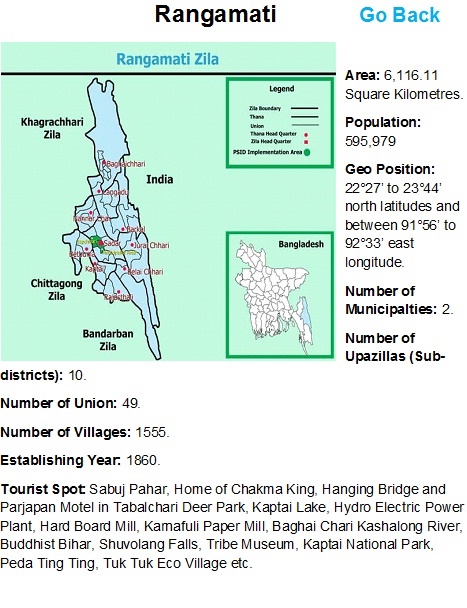 Rangamati
Go Back
Rangamati Zila
Khagrachhari
Zila
India
Chittagong
Zila
Bandarban
Zila
Baghaichhari
Langadu
Barkal
Sadar
Jurai Chhari
Kaptai
Belai Chhari
Rajasthali
Legend
Zila Boundary
Thana
Union
Thana Head Quarter
Zila Head Quarter
PSID Implementation Area
Bangladesh
Area: 6,116.11
Square Kilometres.
Population:
595,979
Geo Position:
22°27’ to 23°44’
north latitudes and
between 91°56’ to
92°33’ east
longitude.
Number of
Municipalties: 2.
Number of
Upazillas (Sub-
districts): 10.
Number of Union: 49.
Number of Villages: 1555.
Establishing Year: 1860.
Tourist Spot: Sabuj Pahar, Home of Chakma King, Hanging Bridge and
Parjapan Motel in Tabalchari Deer Park, Kaptai Lake, Hydro Electric Power
Plant, Hard Board Mill, Karnafuli Paper Mill, Baghai Chari Kashalong River,
Buddhist Bihar, Shuvolang Falls, Tribe Museum, Kaptai National Park,
Peda Ting Ting, Tuk Tuk Eco Village etc.